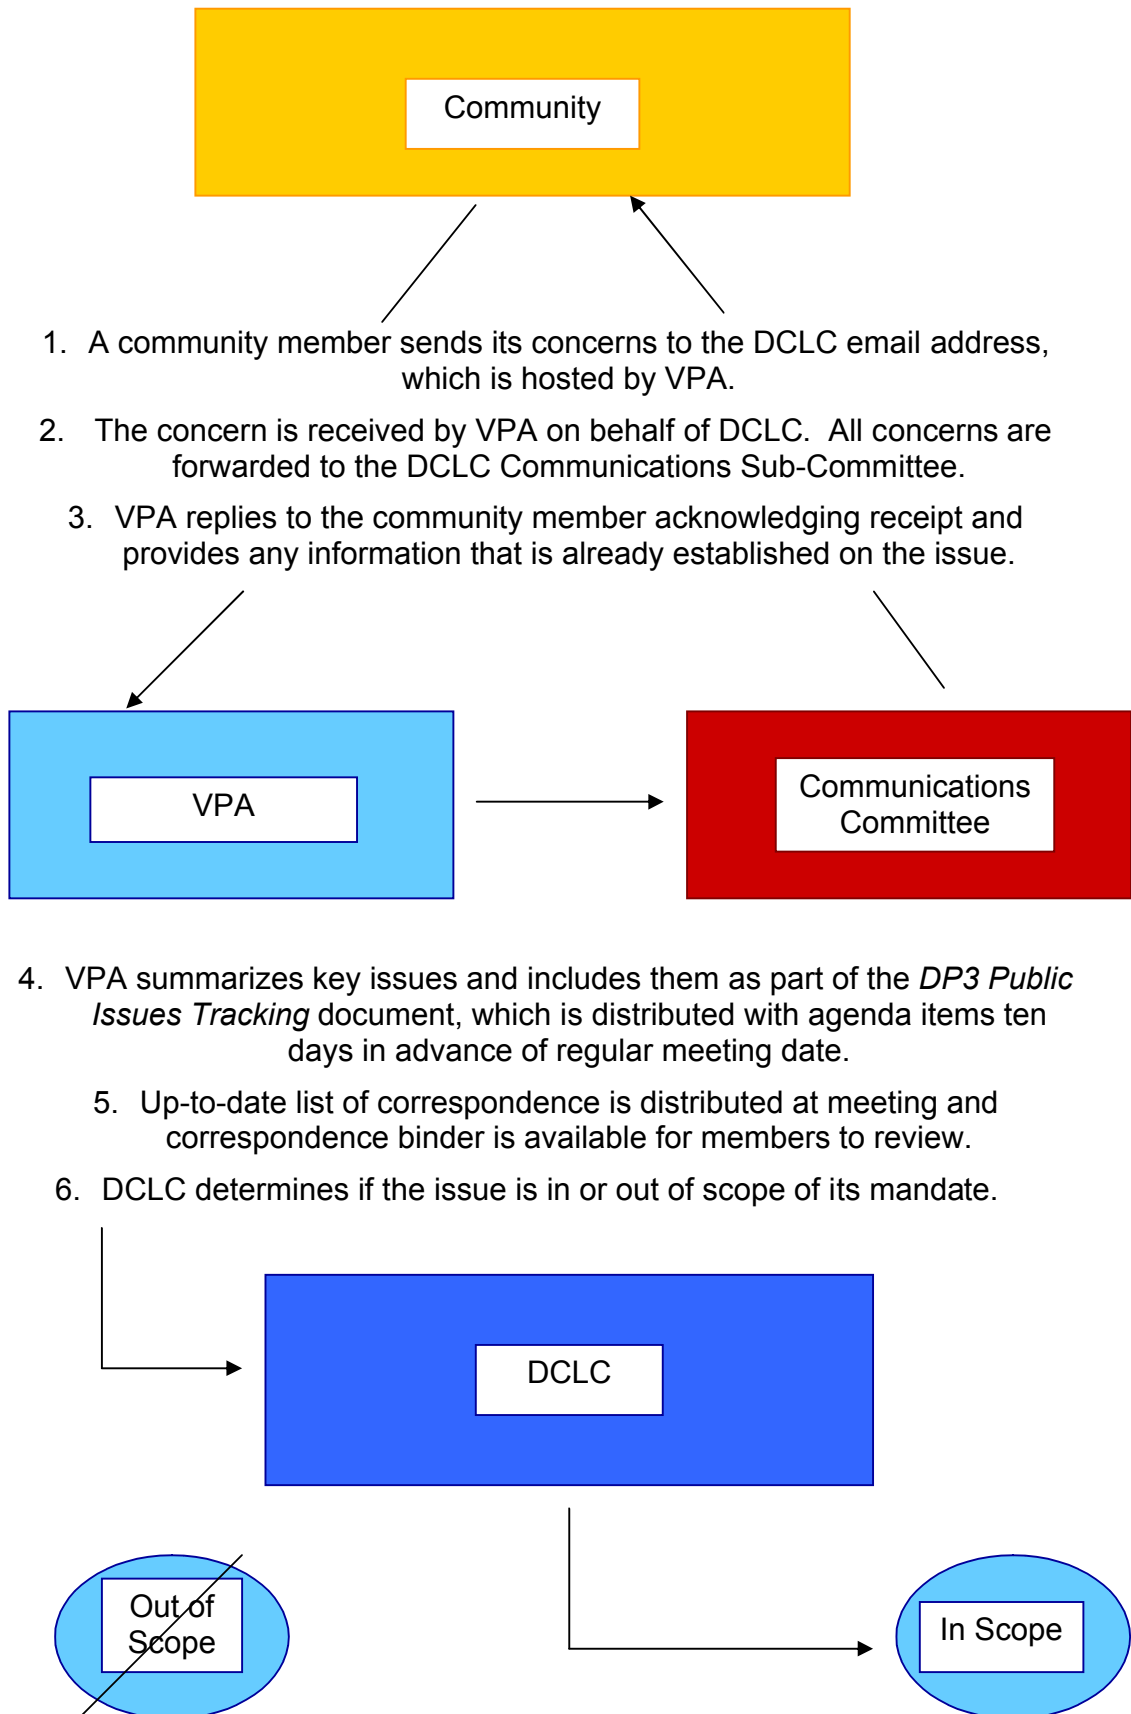 Community
1. A community member sends its concerns to the DCLC email address,
which is hosted by VPA.
2. The concern is received by VPA on behalf of DCLC. All concerns are
forwarded to the DCLC Communications Sub-Committee.
3. VPA replies to the community member acknowledging receipt and
provides any information that is already established on the issue.
VPA
Communications
Committee
4. VPA summarizes key issues and includes them as part of the DP3 Public
Issues Tracking document, which is distributed with agenda items ten
days in advance of regular meeting date.
5. Up-to-date list of correspondence is distributed at meeting and
correspondence binder is available for members to review.
6. DCLC determines if the issue is in or out of scope of its mandate.
DCLC
Out of
Scope
In Scope